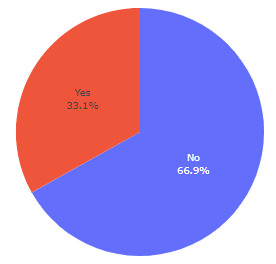 Yes
33.1%
No
66.9%